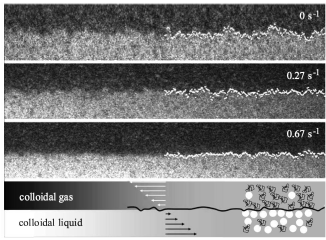 0 s-1
0.27 s-1
0.67 s-1
colloidal gas
colloidal liquid